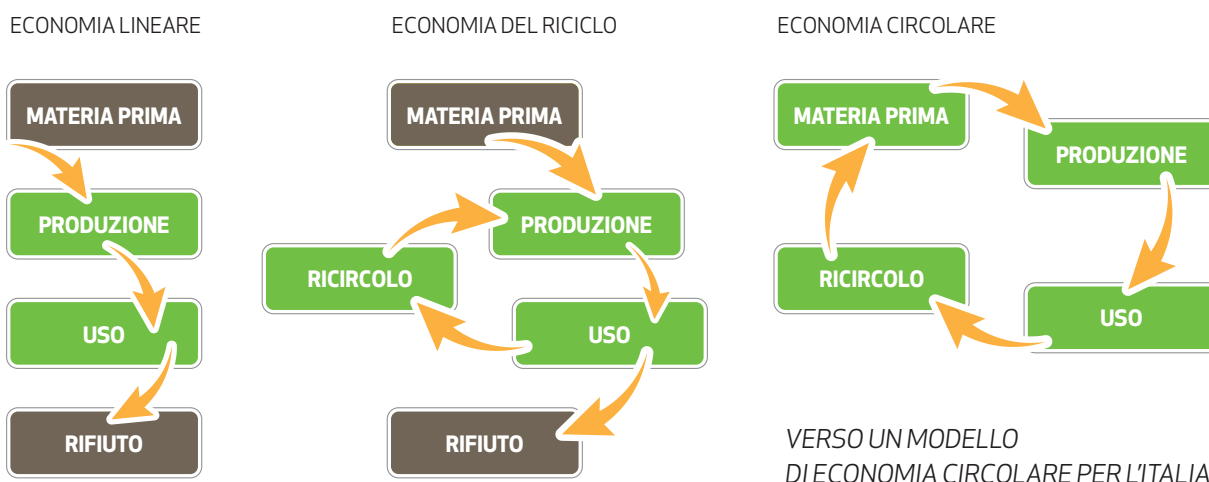 ECONOMIA LINEARE
MATERIA PRIMA
PRODUZIONE
USO
RIFIUTO
ECONOMIA DEL RICICLO
MATERIA PRIMA
PRODUZIONE
RICIRCOLO
USO
RIFIUTO
ECONOMIA CIRCOLARE
MATERIA PRIMA
PRODUZIONE
RICIRCOLO
USO
VERSO UN MODELLO
DI ECONOMIA CIRCOLARE PER L'ITALIA